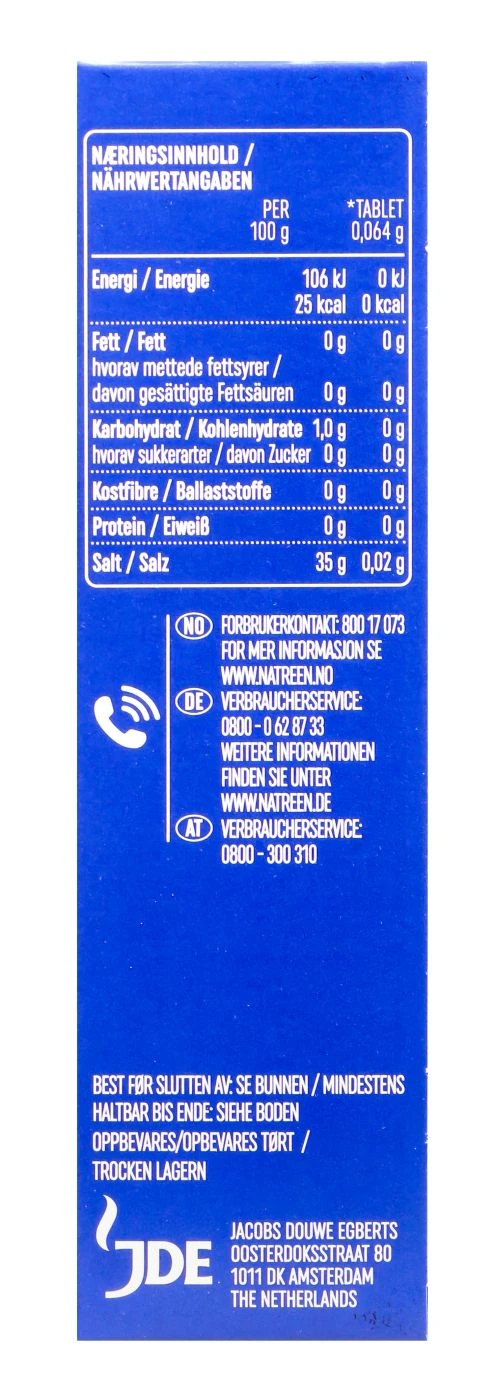 NÆRINGSINNHOLD /
NÄHRWERTANGABEN
PER *TABLET
100 g 0,064 g
Energi / Energie 106 kJ 0 kJ
25 kcal 0 kcal
Fett / Fett 0 g 0 g
hvorav mettede fettsyrer /
davon gesättigte Fettsäuren 0 g 0 g
Karbohydrat / Kohlenhydrate 1,0 g 0 g
hvorav sukkerarter / davon Zucker 0 g 0 g
Kostfibre / Ballaststoffe 0 g 0 g
Protein / Eiweiß 0 g 0 g
Salt / Salz 35 g 0,02 g
NO FORBRUKERKONTAKT: 800 17 073
FOR MER INFORMASJON SE
WWW.NATREEN.NO
DE VERBRAUCHERSERVICE:
0800 - 0 62 87 33
WEITERE INFORMATIONEN
FINDEN SIE UNTER
WWW.NATREEN.DE
AT VERBRAUCHERSERVICE:
0800 - 300 310
BEST FØR SLUTTEN AV: SE BUNNEN / MINDESTENS
HALTBAR BIS ENDE: SIEHE BODEN
OPPBEVARES/OPBEVARES TØRT /
TROCKEN LAGERN
JDE
JACOBS DOUWE EGBERTS
OOSTERDOKSSTRAAT 80
1011 DK AMSTERDAM
THE NETHERLANDS